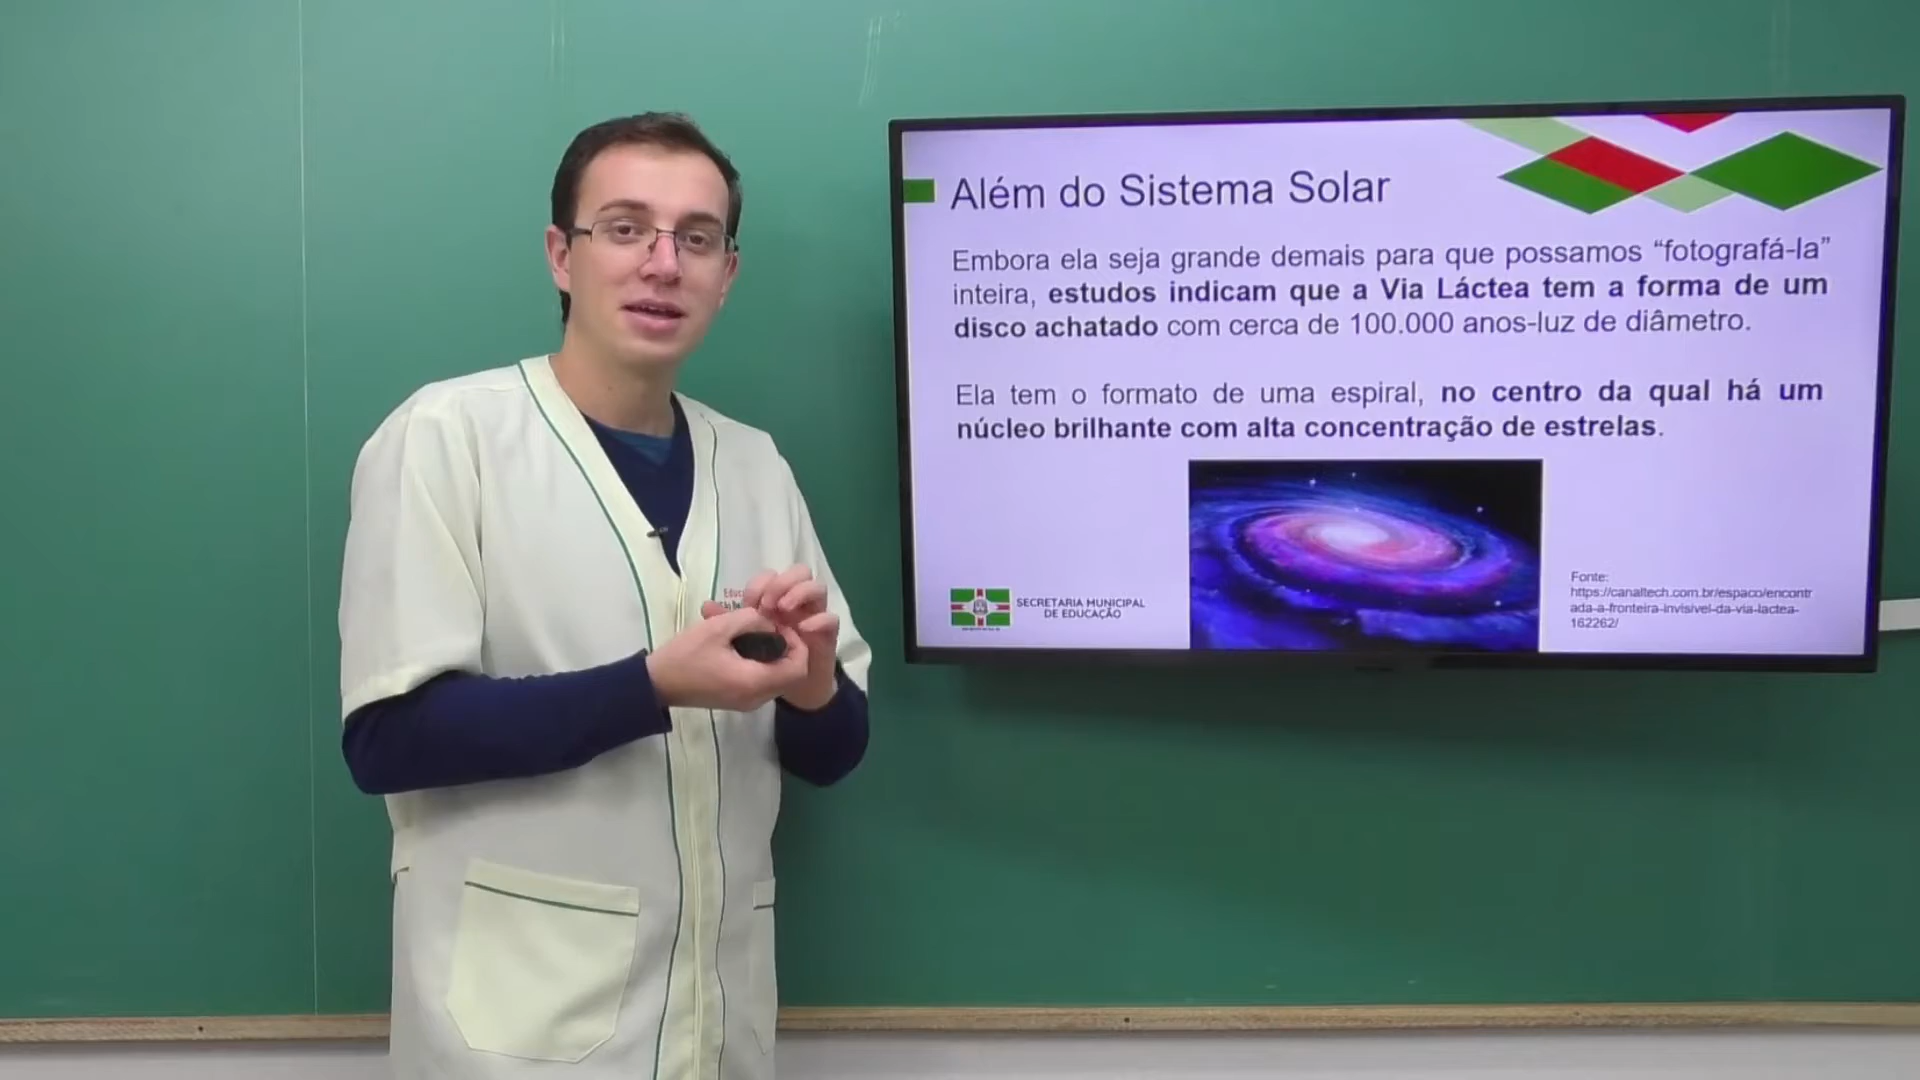 Além do Sistema Solar
Embora ela seja grande demais para que possamos “fotografá-la”
inteira, estudos indicam que a Via Láctea tem a forma de um
disco achatado com cerca de 100.000 anos-luz de diâmetro.
Ela tem o formato de uma espiral, no centro da qual há um
núcleo brilhante com alta concentração de estrelas.
SECRETARIA MUNICIPAL
DE EDUCAÇÃO
Fonte:
https://canaltech.com.br/espaco/encontr
ada-a-fronteira-invisivel-da-via-lactea-
162262/